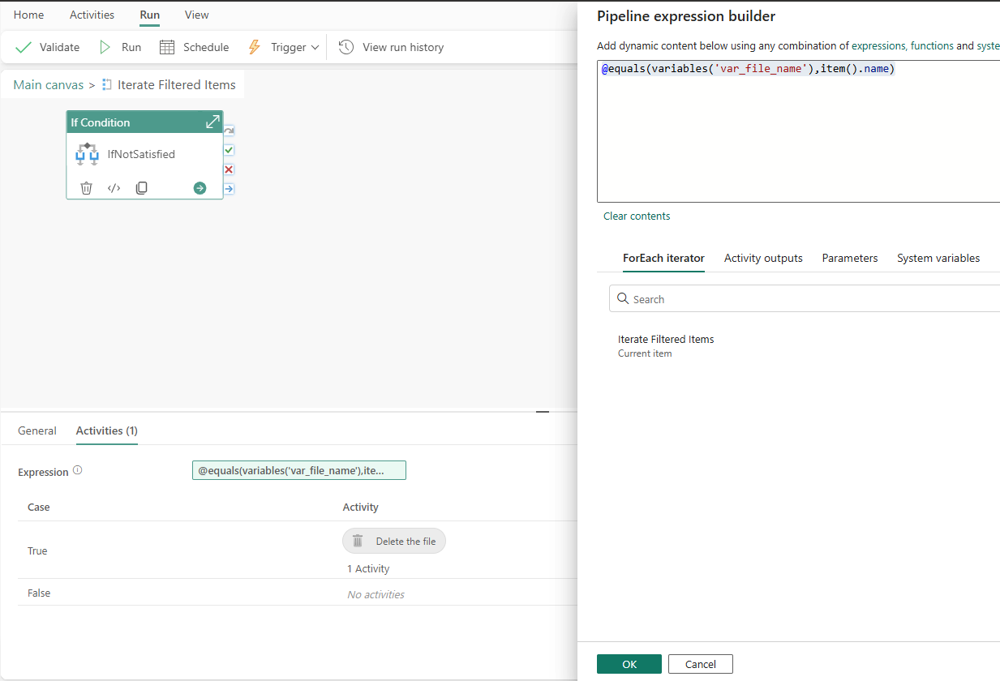 Home Activities Run View
Validate Run Schedule Trigger View run history
Main canvas > Iterate Filtered Items
If Condition
IfNotSatisfied
General Activities (1)
Expression @equals(variables('var_file_name'),ite...
Case Activity
True Delete the file
1 Activity
False No activities
Pipeline expression builder
Add dynamic content below using any combination of expressions, functions and syste
@equals(variables('var_file_name'),item().name)
Clear contents
ForEach iterator Activity outputs Parameters System variables
Search
Iterate Filtered Items
Current item
OK Cancel